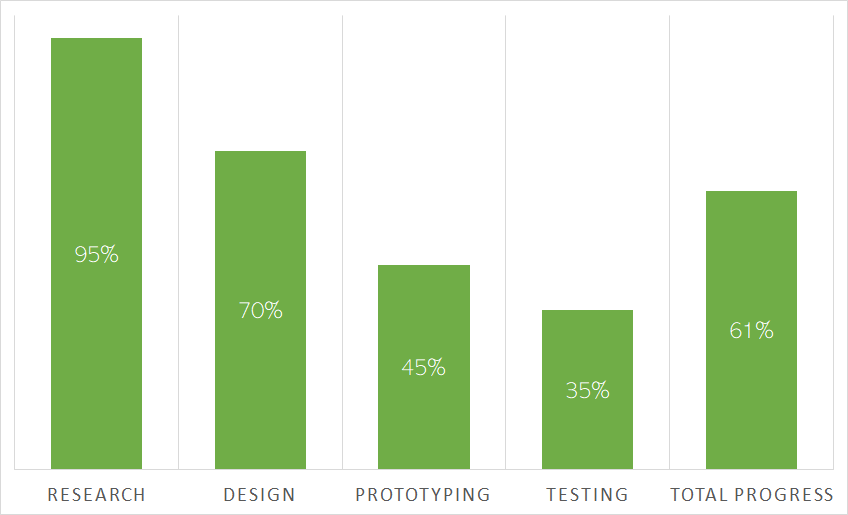 95%
70%
45%
35%
61%
RESEARCH
DESIGN
PROTOTYPING
TESTING
TOTAL PROGRESS